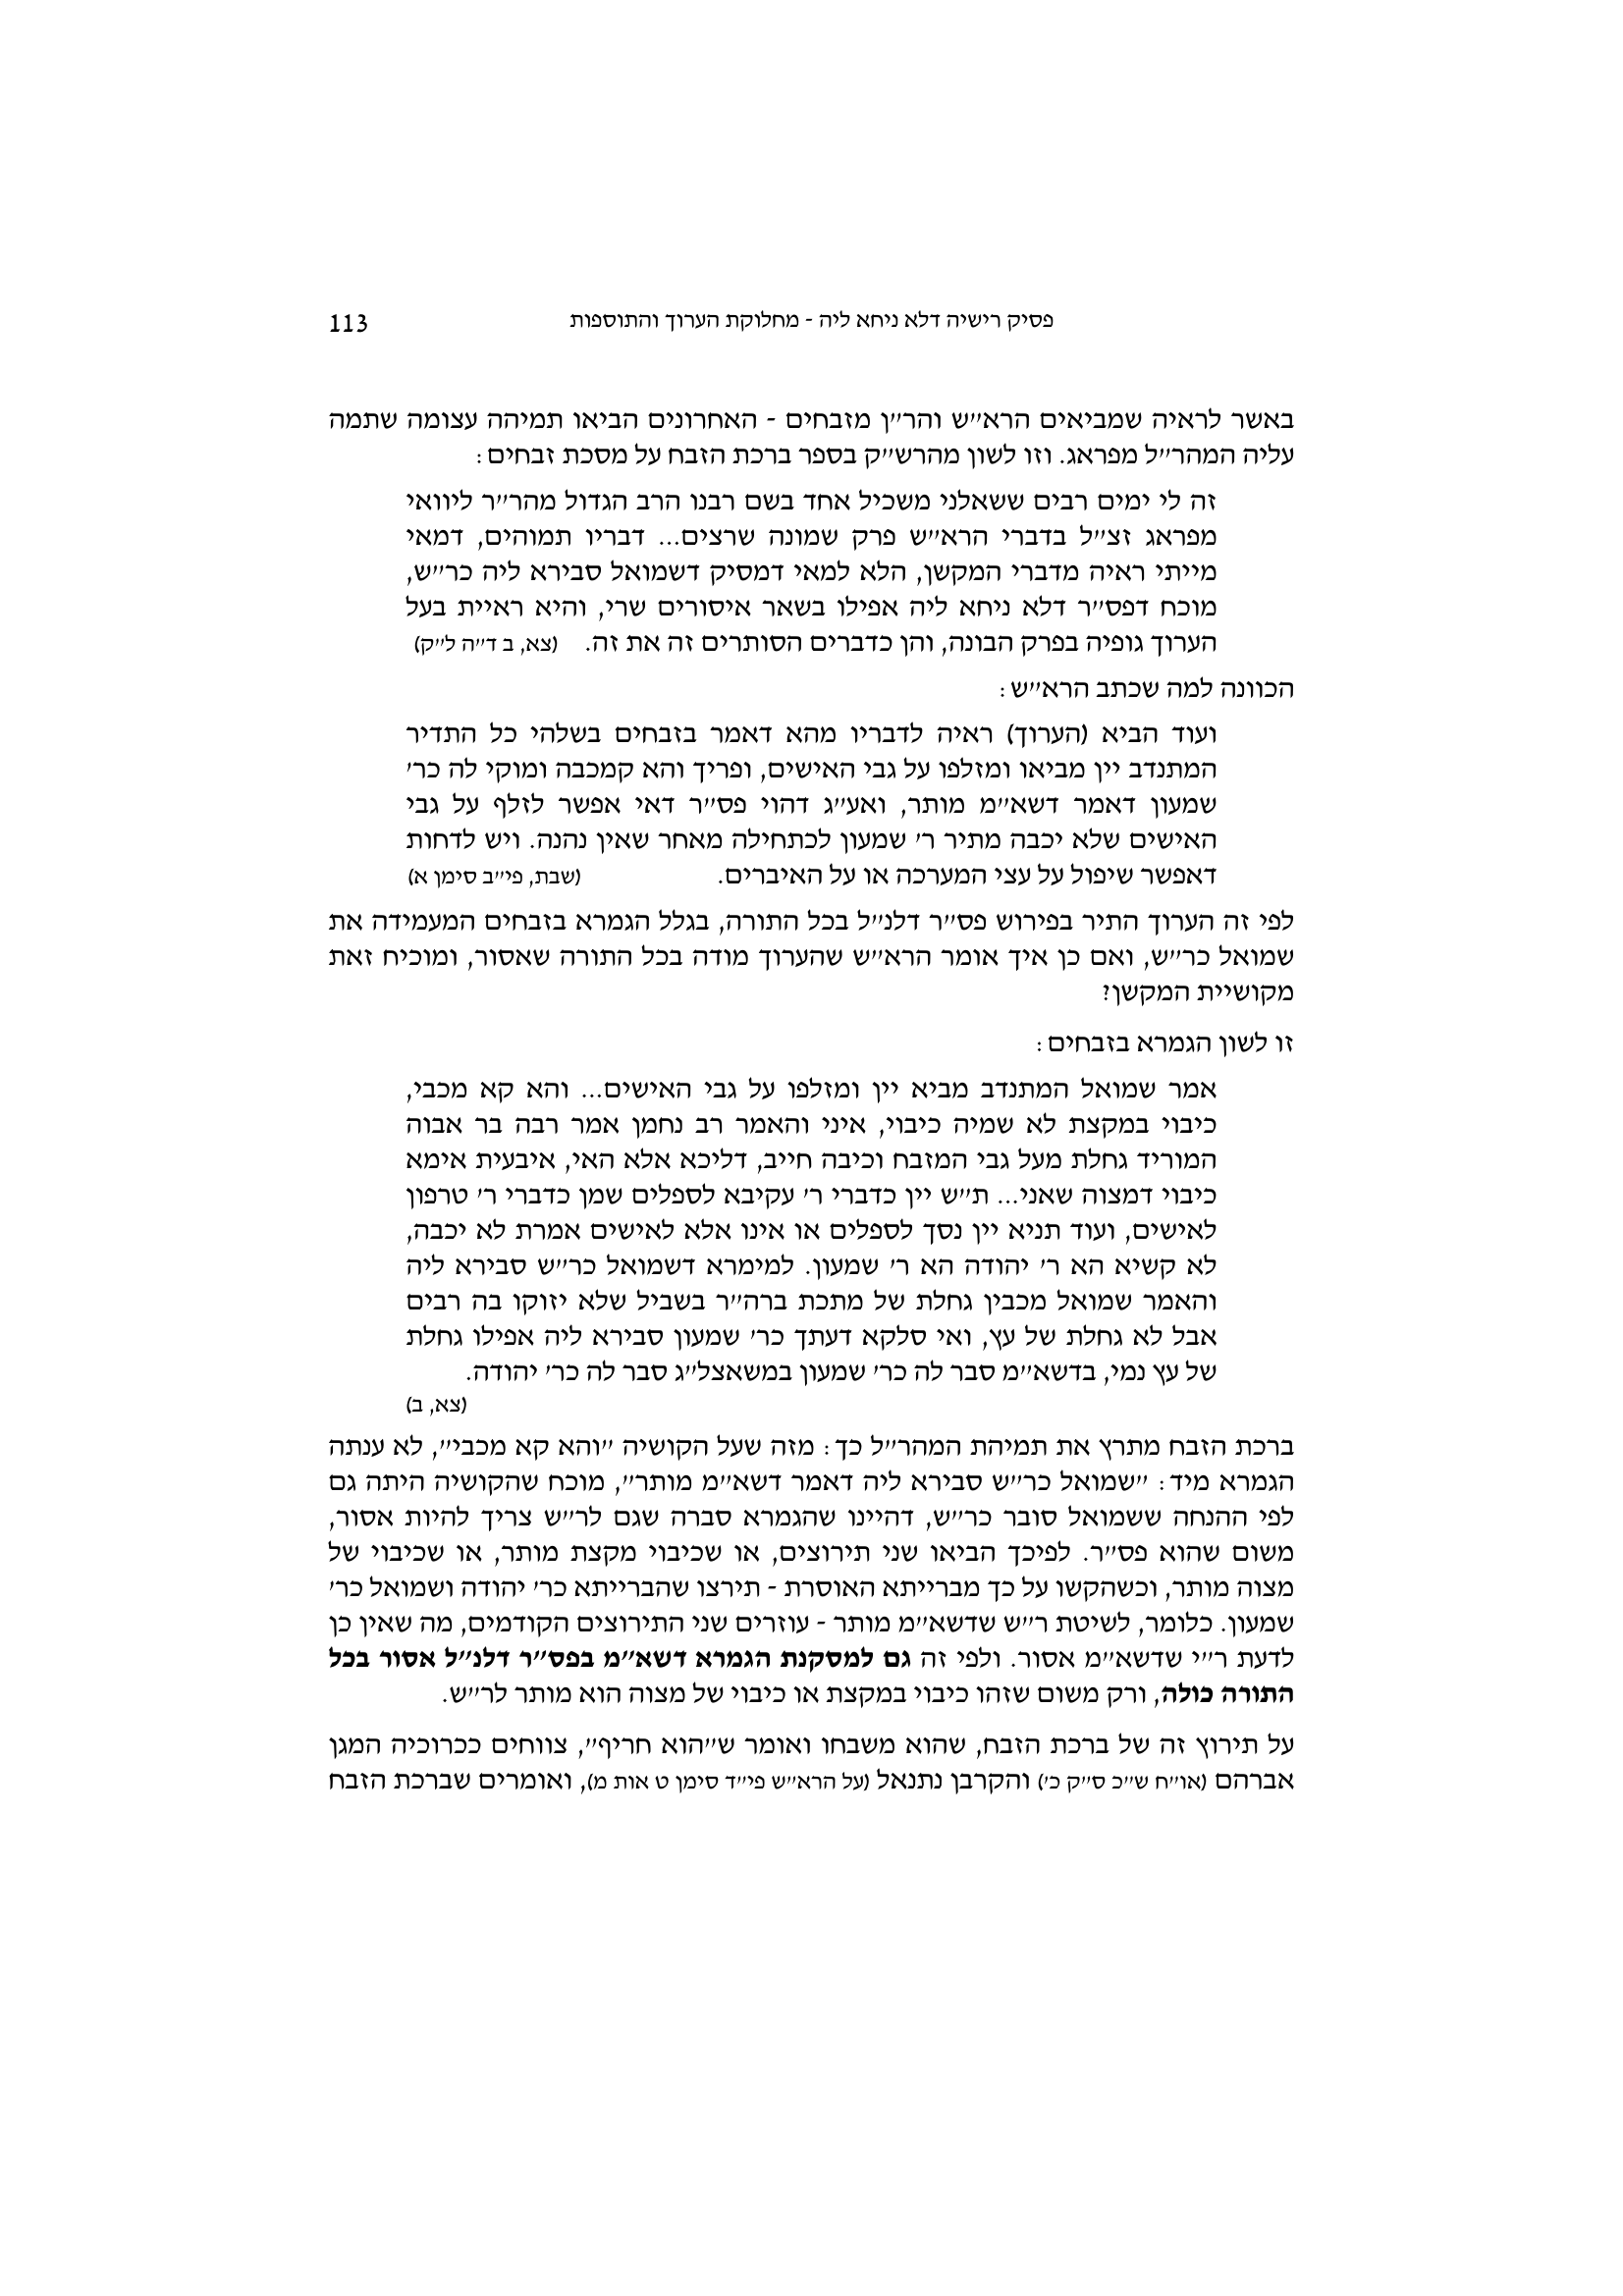 פסיק רישיה דלא ניחא ליה - מחלוקת הערוך והתוספות 113
באשר לראיה שמביאים הרא״ש והר״ן מזבחים - האחרונים הביאו תמיהה עצומה שתמה
עליה המהר״ל מפראג. וזו לשון מהרש״ק בספר ברכת הזבח על מסכת זבחים:
זה לי ימים רבים ששאלני משכיל אחד בשם רבנו הרב הגדול מהר״ר ליוואי
מפראג זצ״ל בדברי הרא״ש פרק שמונה שרצים... דבריו תמוהים, דמאי
מייתי ראיה מדברי המקשן, הלא למאי דמסיק דשמואל סבירא ליה כר״ש,
מוכח דפס״ר דלא ניחא ליה אפילו בשאר איסורים שרי, והיא ראיית בעל
הערוך גופיה בפרק הבונה, והן כדברים הסותרים זה את זה. (צא, ב ד״ה ל״ק)
הכוונה למה שכתב הרא״ש:
ועוד הביא (הערוך) ראיה לדבריו מהא דאמר בזבחים בשלהי כל התדיר
המתנדב יין מביאו ומזלפו על גבי האישים, ופריך והא קמכבה ומוקי לה כר׳
שמעון דאמר דשא״מ מותר, ואע״ג דהוי פס״ר דאי אפשר לזלף על גבי
האישים שלא יכבה מתיר ר׳ שמעון לכתחילה מאחר שאין נהנה. ויש לדחות
דאפשר שיפול על עצי המערכה או על האיברים. (שבת, פי״ב סימן א)
לפי זה הערוך התיר בפירוש פס״ר דלנ״ל בכל התורה, בגלל הגמרא בזבחים המעמידה את
שמואל כר״ש, ואם כן איך אומר הרא״ש שהערוך מודה בכל התורה שאסור, ומוכיח זאת
מקושיית המקשן?
זו לשון הגמרא בזבחים:
אמר שמואל המתנדב מביא יין ומזלפו על גבי האישים... והא קא מכבי,
כיבוי במקצת לא שמיה כיבוי, איני והאמר רב נחמן אמר רבה בר אבוה
המוריד גחלת מעל גבי המזבח וכיבה חייב, דליכא אלא האי, איבעית אימא
כיבוי דמצוה שאני... ת״ש יין כדברי ר׳ עקיבא לספלים שמן כדברי ר׳ טרפון
לאישים, ועוד תניא יין נסך לספלים או אינו אלא לאישים אמרת לא יכבה,
לא קשיא הא ר׳ יהודה הא ר׳ שמעון. למימרא דשמואל כר״ש סבירא ליה
והאמר שמואל מכבין גחלת של מתכת ברה״ר בשביל שלא יזוקו בה רבים
אבל לא גחלת של עץ, ואי סלקא דעתך כר׳ שמעון סבירא ליה אפילו גחלת
של עץ נמי, בדשא״מ סבר לה כר׳ שמעון במשאצל״ג סבר לה כר׳ יהודה.
(צא, ב)
ברכת הזבח מתרץ את תמיהת המהר״ל כך: מזה שעל הקושיה ״והא קא מכבי״, לא ענתה
הגמרא מיד: ״שמואל כר״ש סבירא ליה דאמר דשא״מ מותר״, מוכח שהקושיה היתה גם
לפי ההנחה ששמואל סובר כר״ש, דהיינו שהגמרא סברה שגם לר״ש צריך להיות אסור,
משום שהוא פס״ר. לפיכך הביאו שני תירוצים, או שכיבוי מקצת מותר, או שכיבוי של
מצוה מותר, וכשהקשו על כך מברייתא האוסרת - תירצו שהברייתא כר׳ יהודה ושמואל כר׳
שמעון. כלומר, לשיטת ר״ש שדשא״מ מותר - עוזרים שני התירוצים הקודמים, מה שאין כן
לדעת ר״י שדשא״מ אסור. ולפי זה גם למסקנת הגמרא דשא״מ בפס״ר דלנ״ל אסור בכל
התורה כולה, ורק משום שזהו כיבוי במקצת או כיבוי של מצוה הוא מותר לר״ש.
על תירוץ זה של ברכת הזבח, שהוא משבחו ואומר ש״הוא חריף״, צווחים ככרוכיה המגן
אברהם (או״ח ש״כ ס״ק כ׳) והקרבן נתנאל (על הרא״ש פי״ד סימן ט אות מ), ואומרים שברכת הזבח